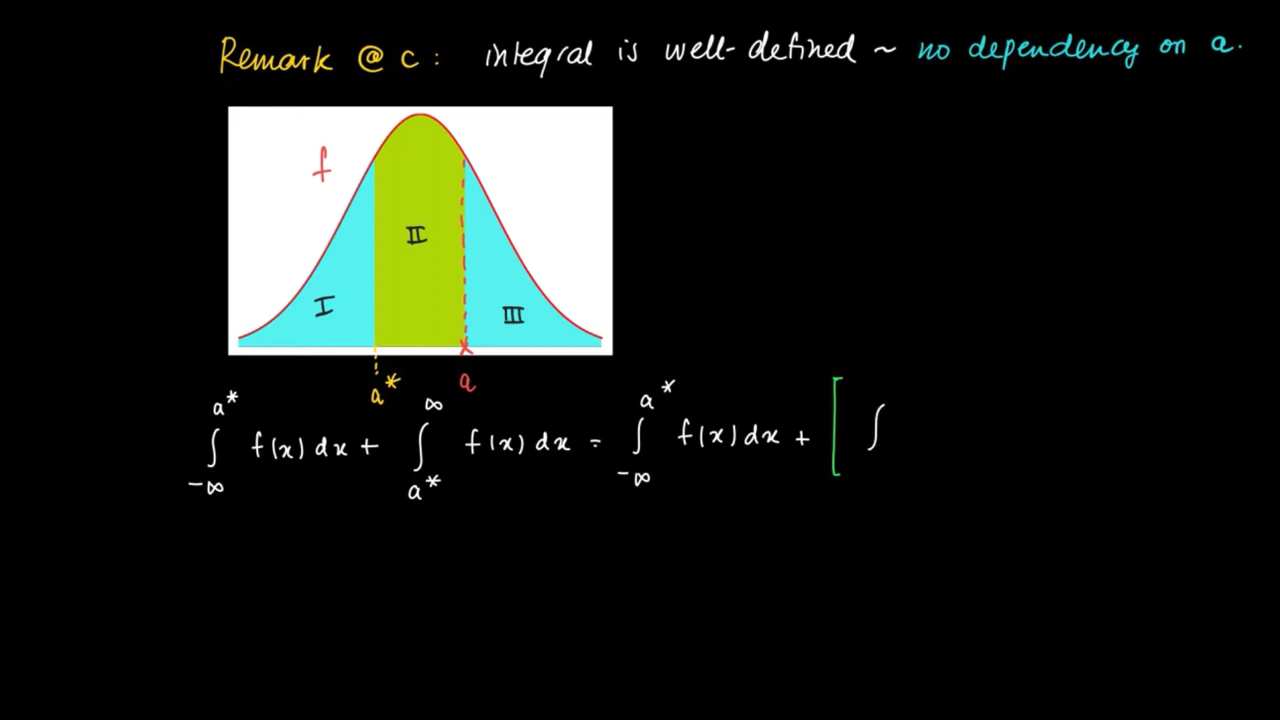 Remark @ c: integral is well-defined ~ no dependency on a.
f
II
I
III
a* a
a* ∞ a*
∫ f(x) dx + ∫ f(x) dx = ∫ f(x) dx + [ ∫
-∞ a* -∞